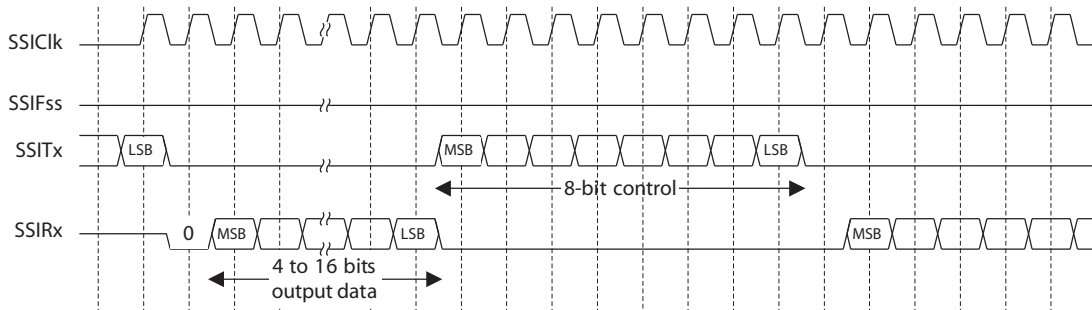 SSIClk
SSIFss
SSITx
LSB
MSB
LSB
8-bit control
SSIRx
0
MSB
LSB
MSB
4 to 16 bits
output data